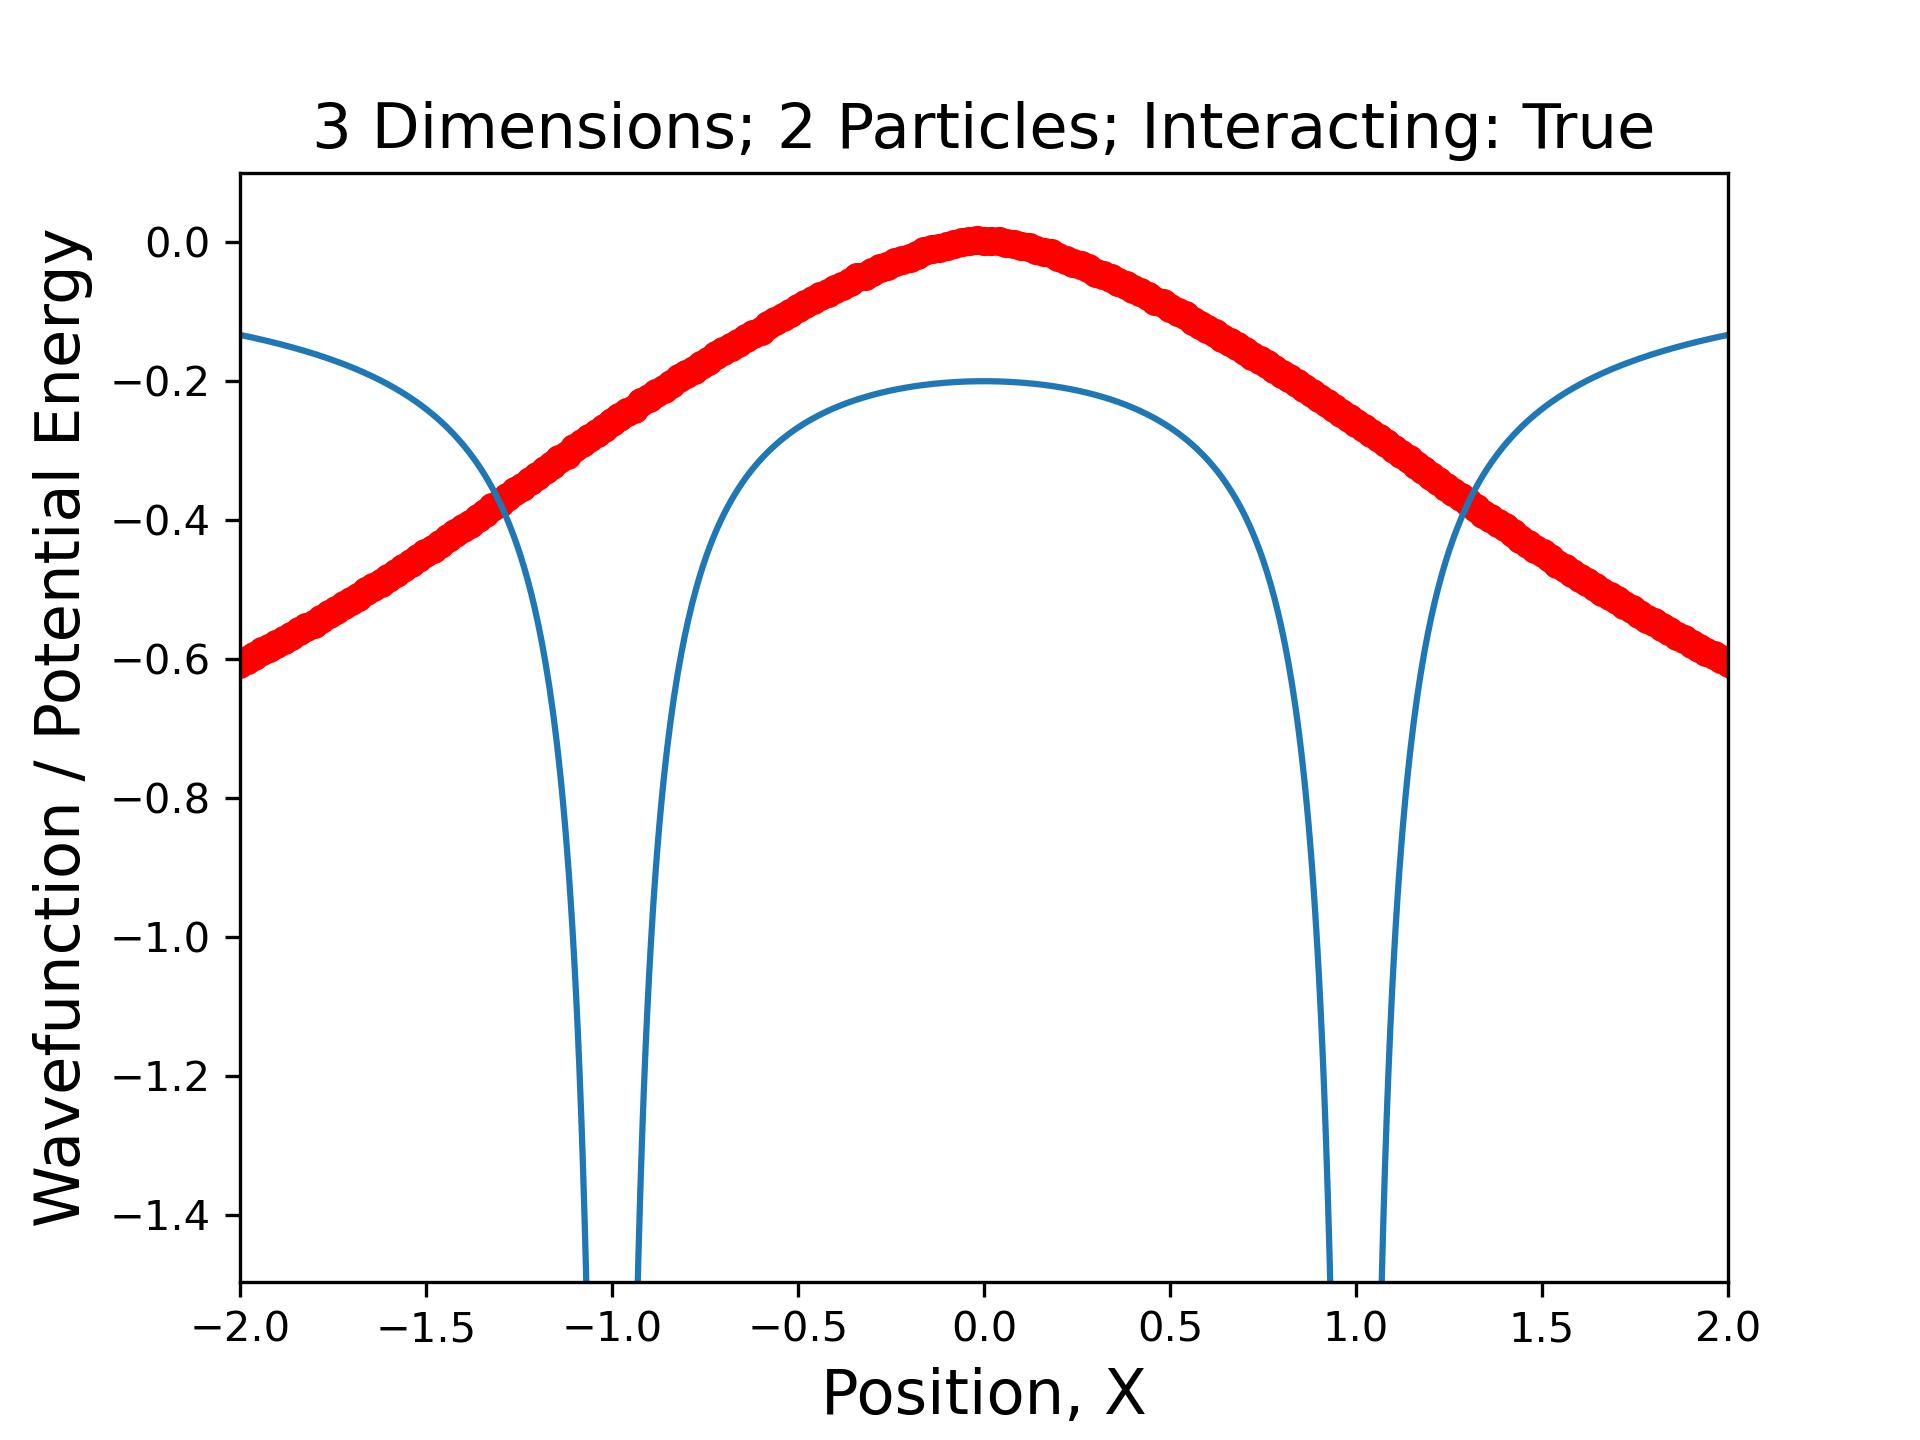 3 Dimensions; 2 Particles; Interacting: True
Wavefunction / Potential Energy
0.0
−0.2
−0.4
−0.6
−0.8
−1.0
−1.2
−1.4
−2.0 −1.5 −1.0 −0.5 0.0 0.5 1.0 1.5 2.0
Position, X